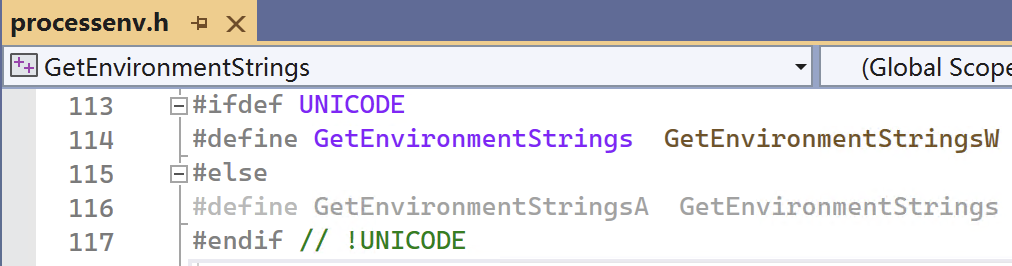 processenv.h
GetEnvironmentStrings (Global Scope
113 #ifdef UNICODE
114 #define GetEnvironmentStrings  GetEnvironmentStringsW
115 #else
116 #define GetEnvironmentStringsA  GetEnvironmentStrings
117 #endif // !UNICODE